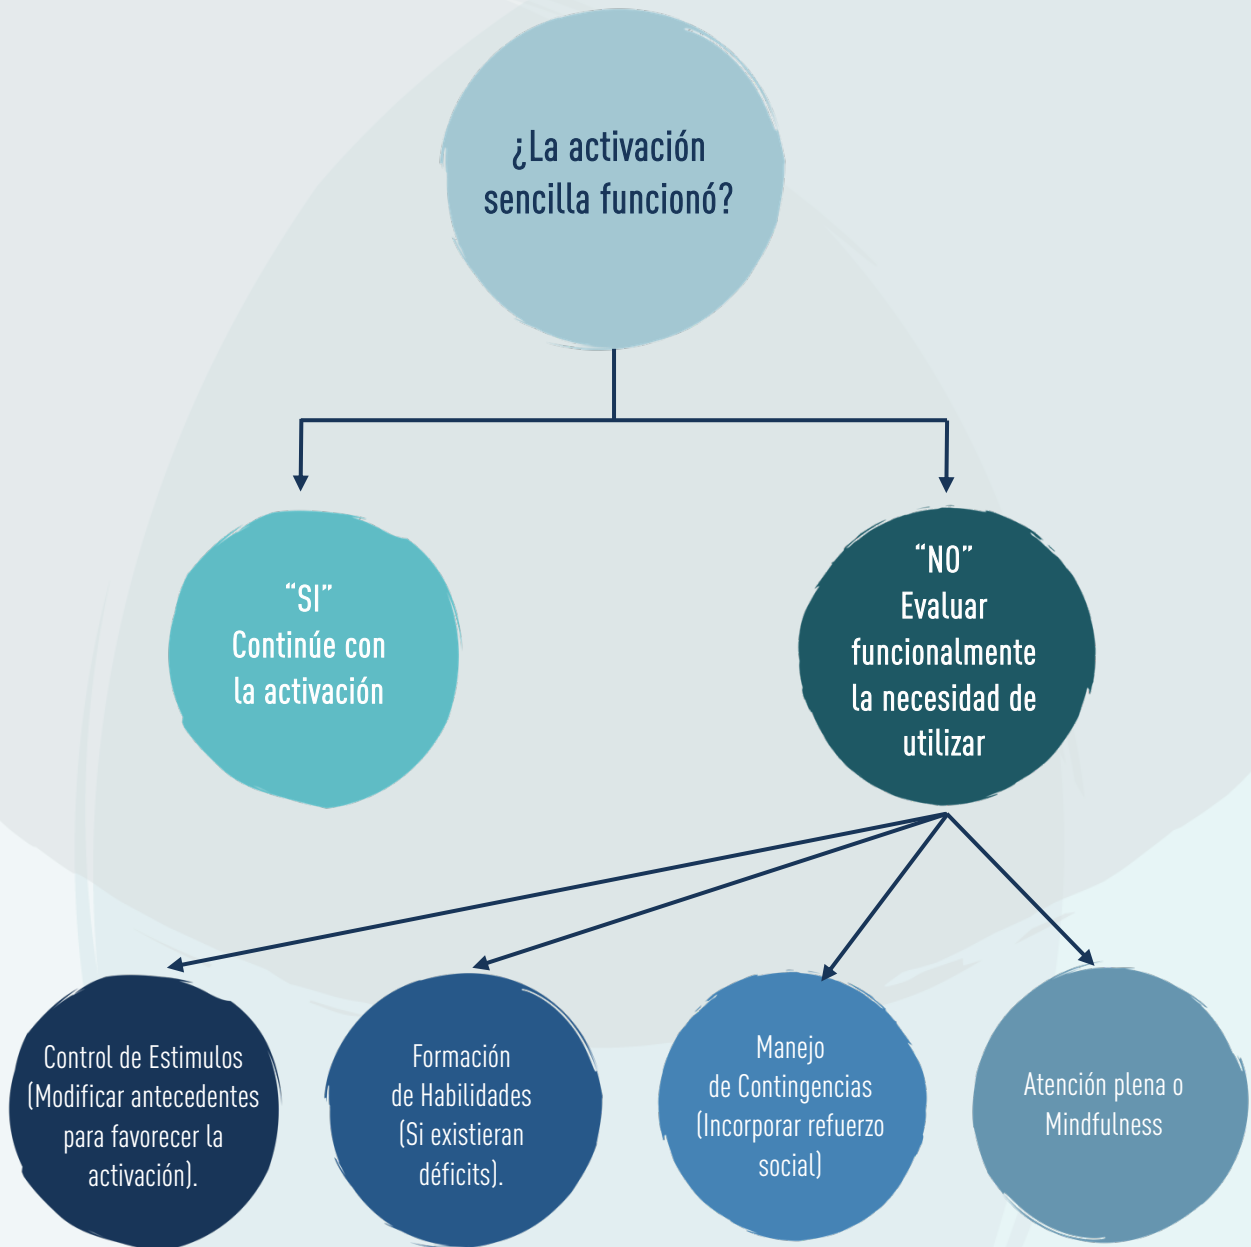 ¿La activación
sencilla funcionó?
“SI”
Continúe con
la activación
“NO”
Evaluar
funcionalmente
la necesidad de
utilizar
Control de Estimulos
(Modificar antecedentes
para favorecer la
activación).
Formación
de Habilidades
(Si existieran
déficits).
Manejo
de Contingencias
(Incorporar refuerzo
social)
Atención plena o
Mindfulness